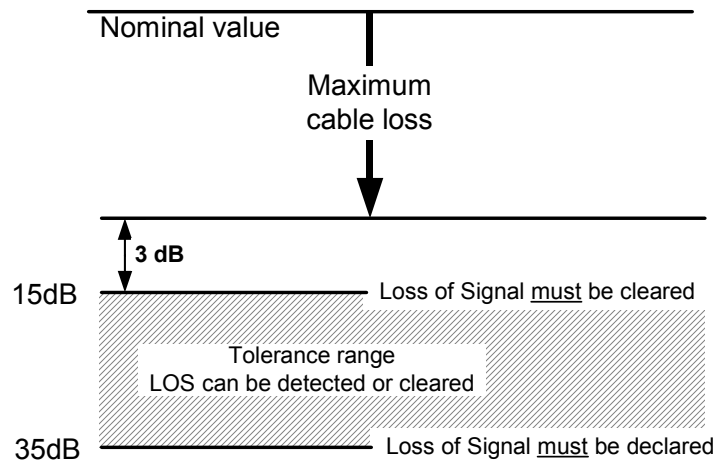 Nominal value
Maximum
cable loss
3 dB
15dB
Loss of Signal must be cleared
Tolerance range
LOS can be detected or cleared
35dB
Loss of Signal must be declared